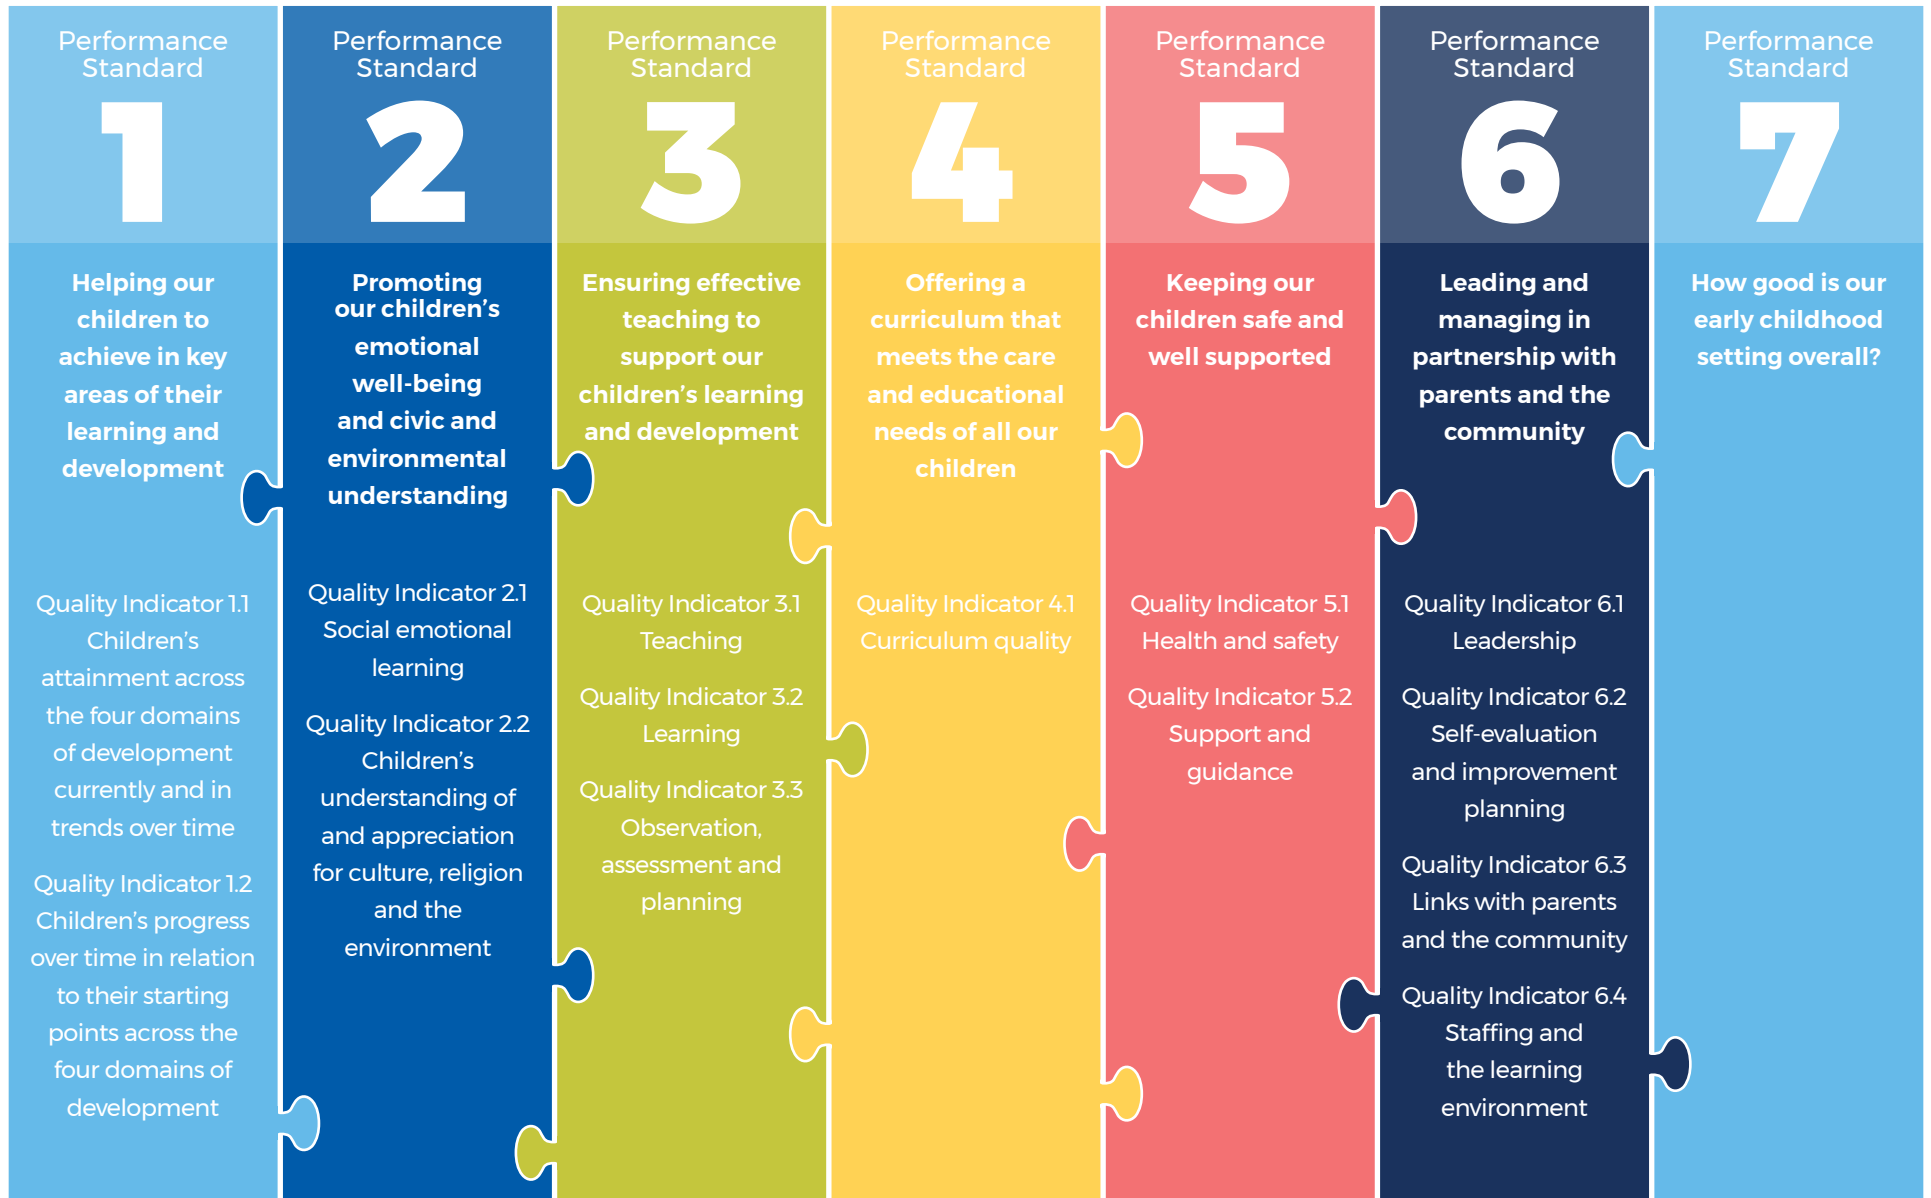 Performance
Standard
1
Helping our
children to
achieve in key
areas of their
learning and
development
Quality Indicator 1.1
Children's
attainment across
the four domains
of development
currently and in
trends over time
Quality Indicator 1.2
Children's progress
over time in relation
to their starting
points across the
four domains of
development
Performance
Standard
2
Promoting
our children's
emotional
well-being
and civic and
environmental
understanding
Quality Indicator 2.1
Social emotional
learning
Quality Indicator 2.2
Children's
understanding of
and appreciation
for culture, religion
and the
environment
Performance
Standard
3
Ensuring effective
teaching to
support our
children's learning
and development
Quality Indicator 3.1
Teaching
Quality Indicator 3.2
Learning
Quality Indicator 3.3
Observation,
assessment and
planning
Performance
Standard
4
Offering a
curriculum that
meets the care
and educational
needs of all our
children
Quality Indicator 4.1
Curriculum quality
Performance
Standard
5
Keeping our
children safe and
well supported
Quality Indicator 5.1
Health and safety
Quality Indicator 5.2
Support and
guidance
Performance
Standard
6
Leading and
managing in
partnership with
parents and the
community
Quality Indicator 6.1
Leadership
Quality Indicator 6.2
Self-evaluation
and improvement
planning
Quality Indicator 6.3
Links with parents
and the community
Quality Indicator 6.4
Staffing and
the learning
environment
Performance
Standard
7
How good is our
early childhood
setting overall?